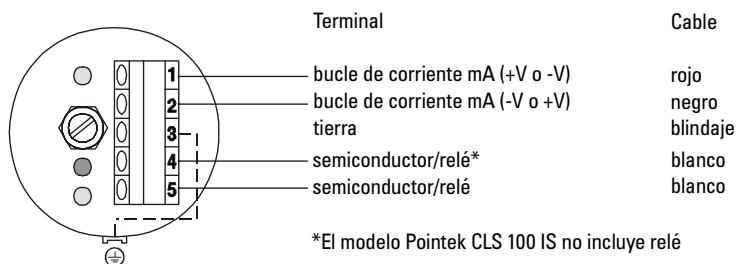 Terminal Cable
1 bucle de corriente mA (+V o -V) rojo
2 bucle de corriente mA (-V o +V) negro
3 tierra blindaje
4 semiconductor/relé* blanco
5 semiconductor/relé blanco
*El modelo Pointek CLS 100 IS no incluye relé